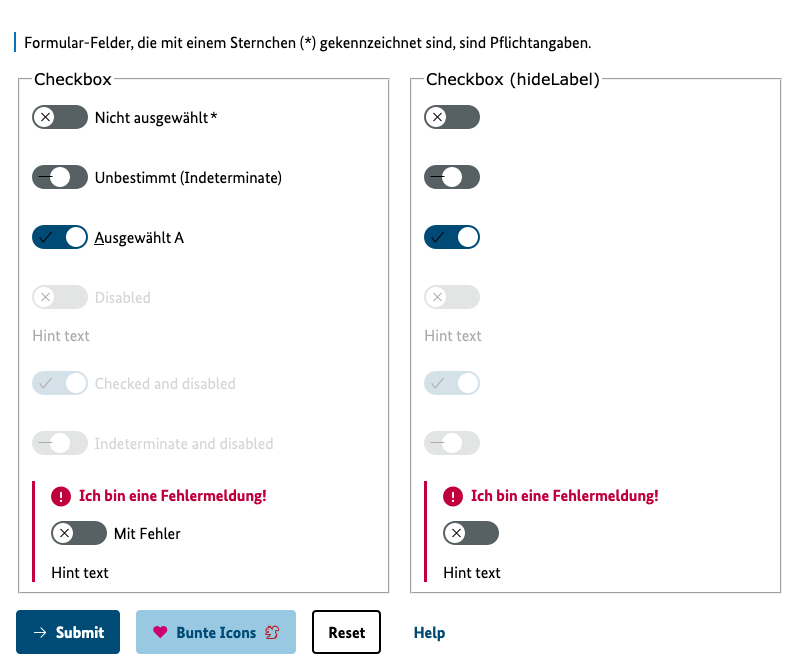 Formular-Felder, die mit einem Sternchen (*) gekennzeichnet sind, sind Pflichtangaben.
Checkbox
Nicht ausgewählt*
Unbestimmt (Indeterminate)
Ausgewählt A
Disabled
Hint text
Checked and disabled
Indeterminate and disabled
Ich bin eine Fehlermeldung!
Mit Fehler
Hint text
Checkbox (hideLabel)
Hint text
Ich bin eine Fehlermeldung!
Hint text
Submit
Bunte Icons
Reset
Help